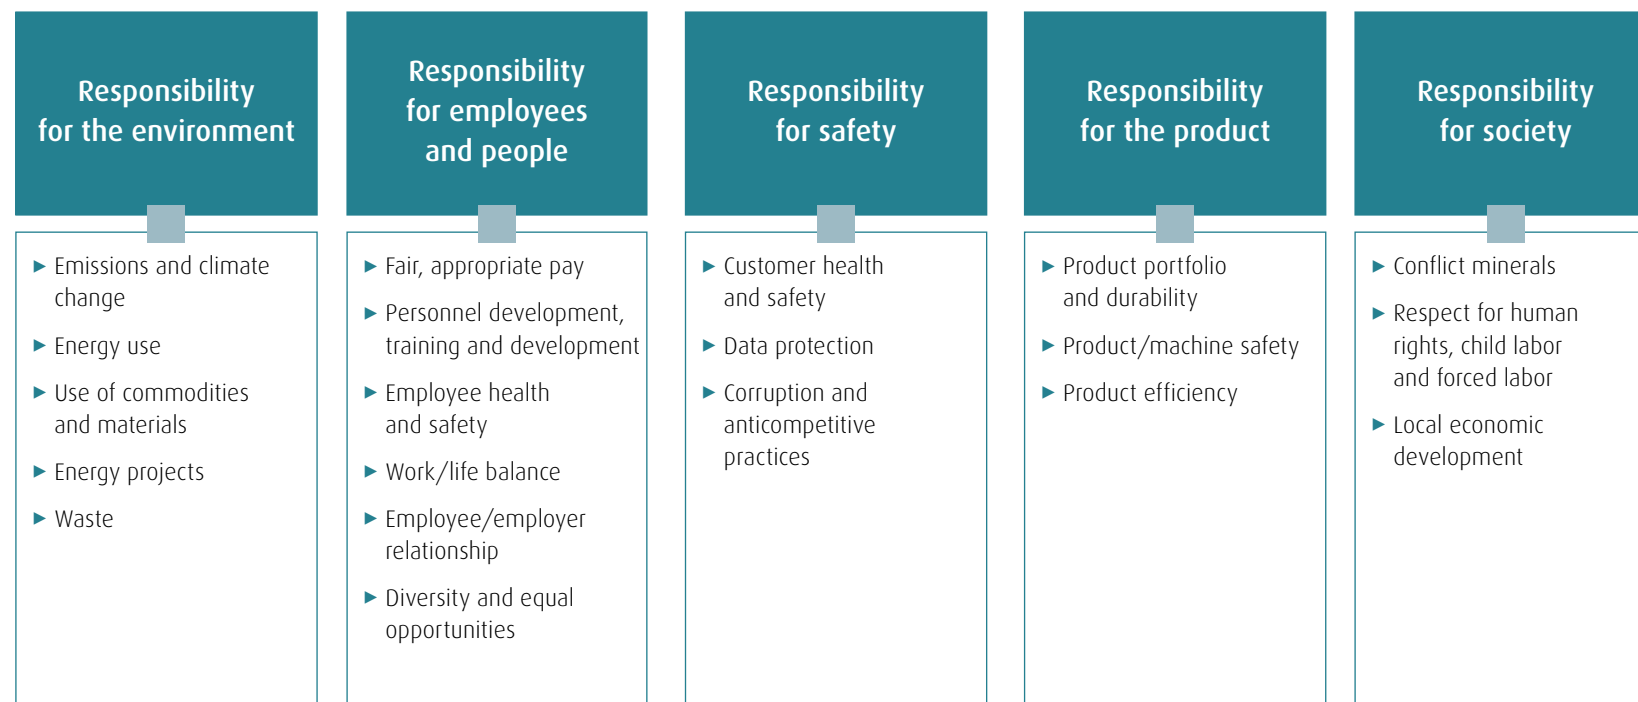 Responsibility
for the environment
► Emissions and climate
change
► Energy use
► Use of commodities
and materials
► Energy projects
► Waste
Responsibility
for employees
and people
► Fair, appropriate pay
► Personnel development,
training and development
► Employee health
and safety
► Work/life balance
► Employee/employer
relationship
► Diversity and equal
opportunities
Responsibility
for safety
► Customer health
and safety
► Data protection
► Corruption and
anticompetitive
practices
Responsibility
for the product
► Product portfolio
and durability
► Product/machine safety
► Product efficiency
Responsibility
for society
► Conflict minerals
► Respect for human
rights, child labor
and forced labor
► Local economic
development